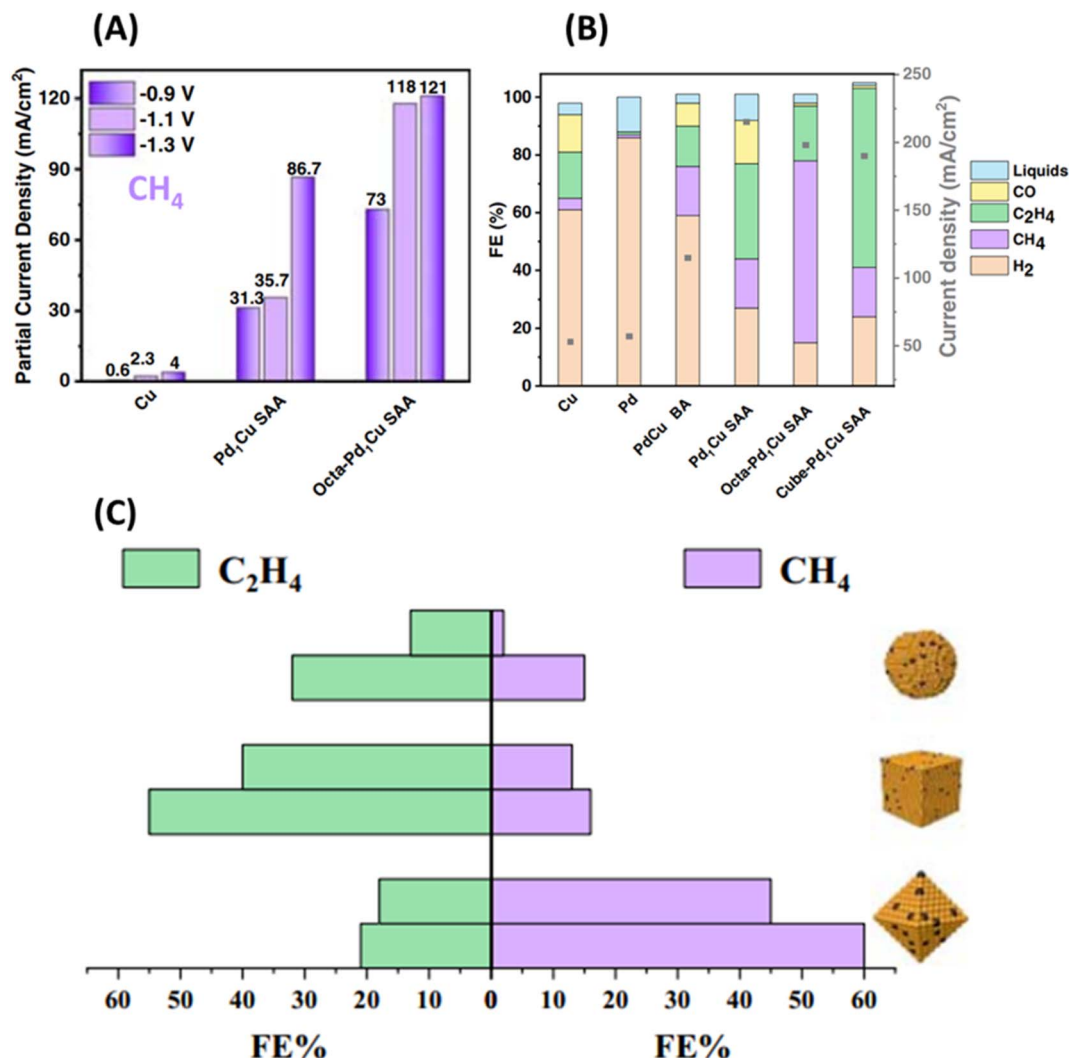 (A)
Partial Current Density (mA/cm²)
120
90
60
30
0
-0.9 V
-1.1 V
-1.3 V
CH₄
0.6
2.3
4
31.3
35.7
86.7
73
118
121
Cu
Pd₁Cu SAA
Octa-Pd₁Cu SAA
(B)
FE (%)
100
80
60
40
20
0
250
200
150
100
50
Current density (mA/cm²)
Liquids
CO
C₂H₄
CH₄
H₂
Cu
Pd
PdCu BA
Pd₁Cu SAA
Octa-Pd₁Cu SAA
Cube-Pd₁Cu SAA
(C)
C₂H₄
CH₄
60 50 40 30 20 10 0 10 20 30 40 50 60
FE% FE%